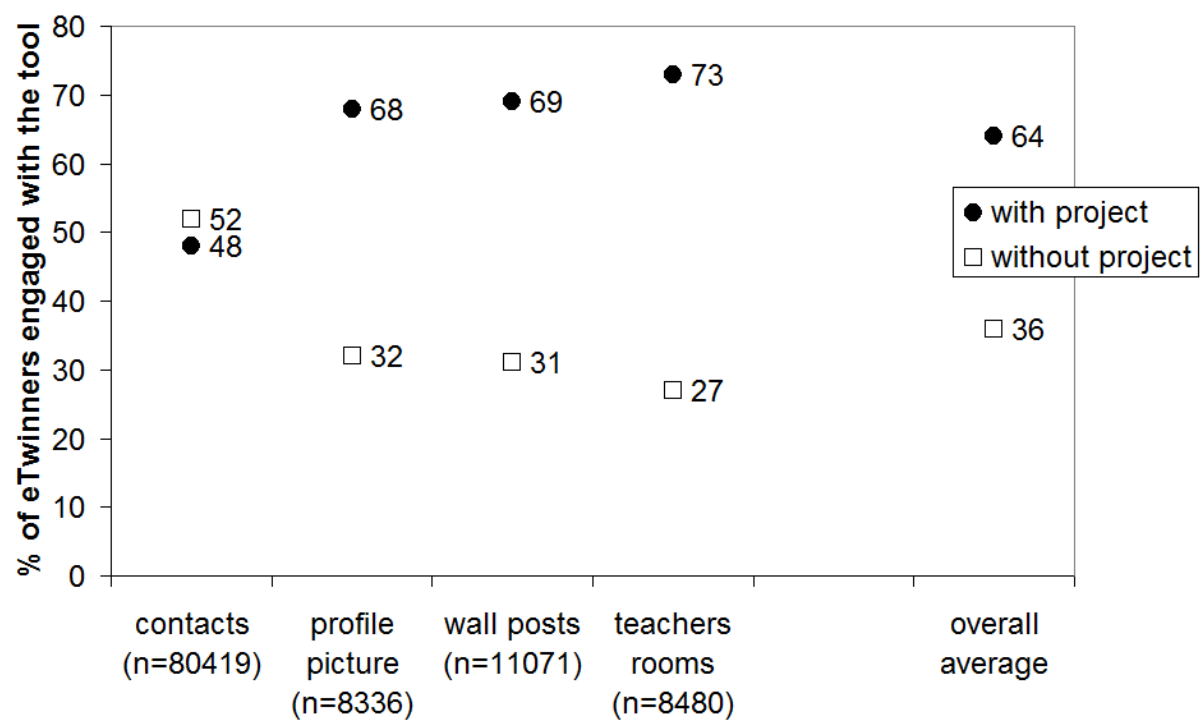 % of eTwinners engaged with the tool
80
70
60
50
40
30
20
10
0
52
48
68
32
69
31
73
27
64
36
with project
without project
contacts
(n=80419)
profile
picture
(n=8336)
wall posts
(n=11071)
teachers
rooms
(n=8480)
overall
average